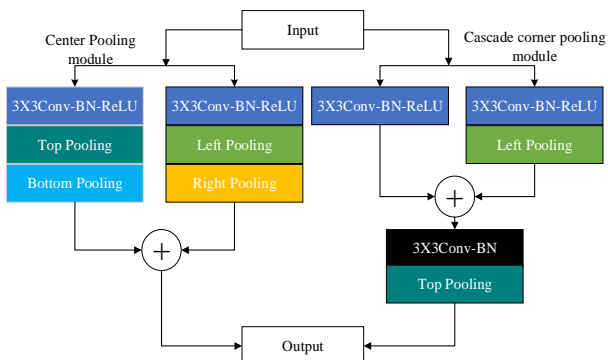 Input
Center Pooling
module
Cascade corner pooling
module
3X3Conv-BN-ReLU
3X3Conv-BN-ReLU
3X3Conv-BN-ReLU
3X3Conv-BN-ReLU
Top Pooling
Left Pooling
Left Pooling
Bottom Pooling
Right Pooling
+
+
3X3Conv-BN
Top Pooling
Output